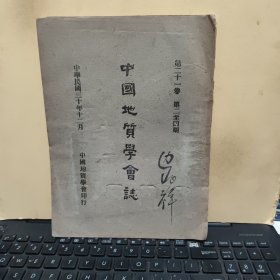 第二十一卷 第二至四期
中國地質學會誌
中華民國三十年十二月
中國地質學會印行